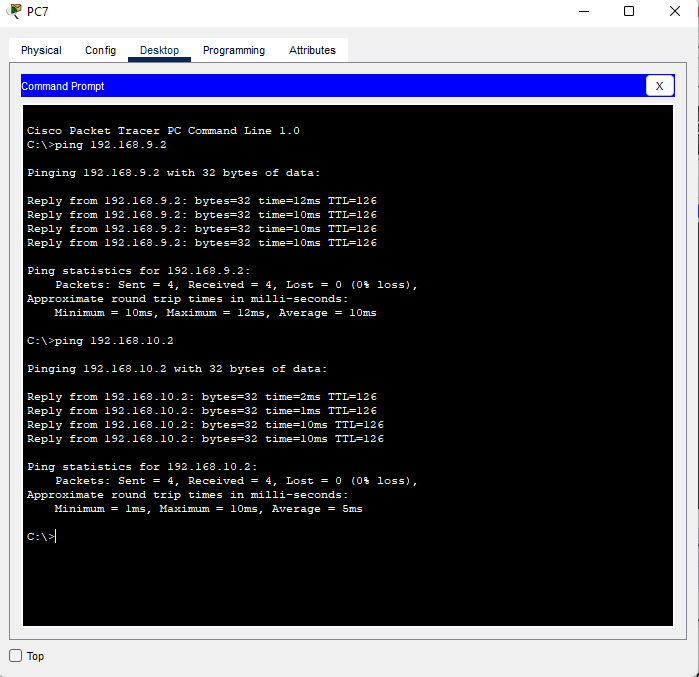 PC7
Physical Config Desktop Programming Attributes
Command Prompt X
Cisco Packet Tracer PC Command Line 1.0
C:\>ping 192.168.9.2
Pinging 192.168.9.2 with 32 bytes of data:
Reply from 192.168.9.2: bytes=32 time=12ms TTL=126
Reply from 192.168.9.2: bytes=32 time=10ms TTL=126
Reply from 192.168.9.2: bytes=32 time=10ms TTL=126
Reply from 192.168.9.2: bytes=32 time=10ms TTL=126
Ping statistics for 192.168.9.2:
Packets: Sent = 4, Received = 4, Lost = 0 (0% loss),
Approximate round trip times in milli-seconds:
Minimum = 10ms, Maximum = 12ms, Average = 10ms
C:\>ping 192.168.10.2
Pinging 192.168.10.2 with 32 bytes of data:
Reply from 192.168.10.2: bytes=32 time=2ms TTL=126
Reply from 192.168.10.2: bytes=32 time=1ms TTL=126
Reply from 192.168.10.2: bytes=32 time=10ms TTL=126
Reply from 192.168.10.2: bytes=32 time=10ms TTL=126
Ping statistics for 192.168.10.2:
Packets: Sent = 4, Received = 4, Lost = 0 (0% loss),
Approximate round trip times in milli-seconds:
Minimum = 1ms, Maximum = 10ms, Average = 5ms
C:\>
Top